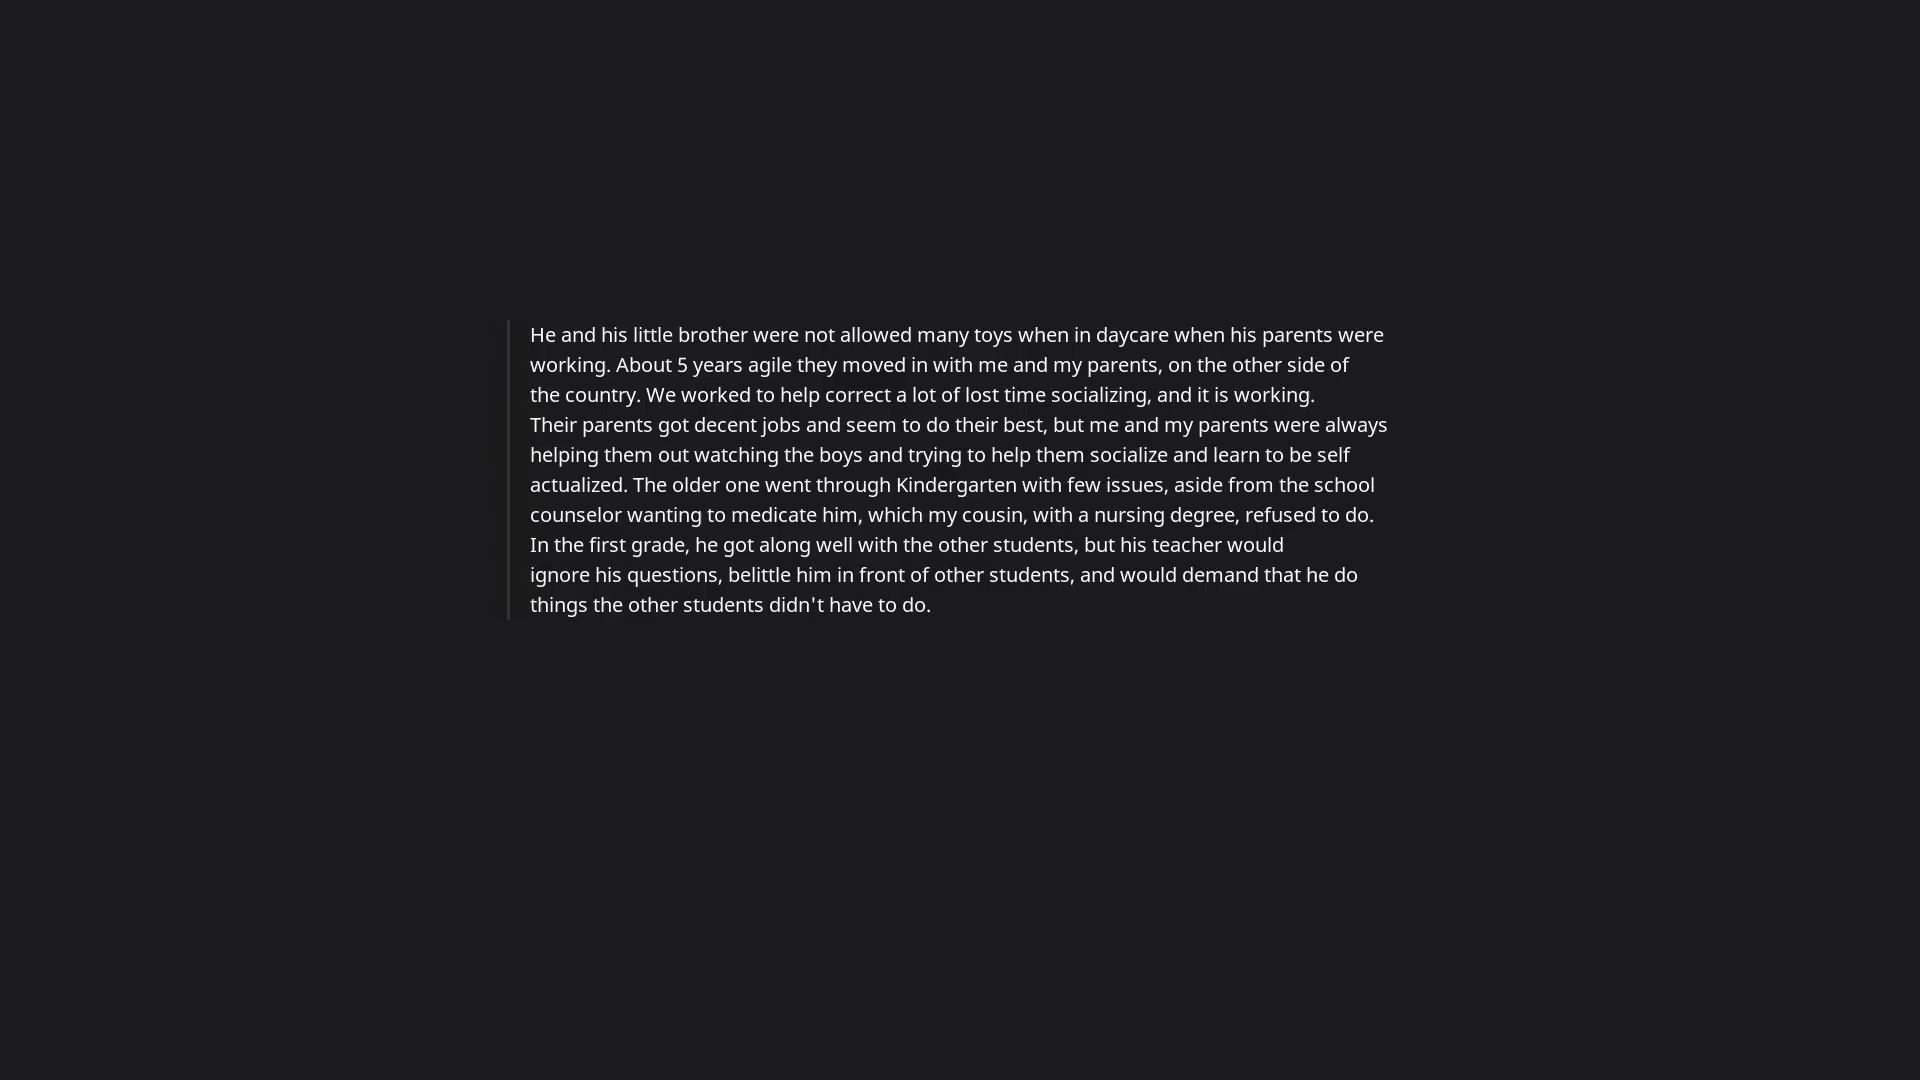 He and his little brother were not allowed many toys when in daycare when his parents were
working. About 5 years agile they moved in with me and my parents, on the other side of
the country. We worked to help correct a lot of lost time socializing, and it is working.
Their parents got decent jobs and seem to do their best, but me and my parents were always
helping them out watching the boys and trying to help them socialize and learn to be self
actualized. The older one went through Kindergarten with few issues, aside from the school
counselor wanting to medicate him, which my cousin, with a nursing degree, refused to do.
In the first grade, he got along well with the other students, but his teacher would
ignore his questions, belittle him in front of other students, and would demand that he do
things the other students didn't have to do.